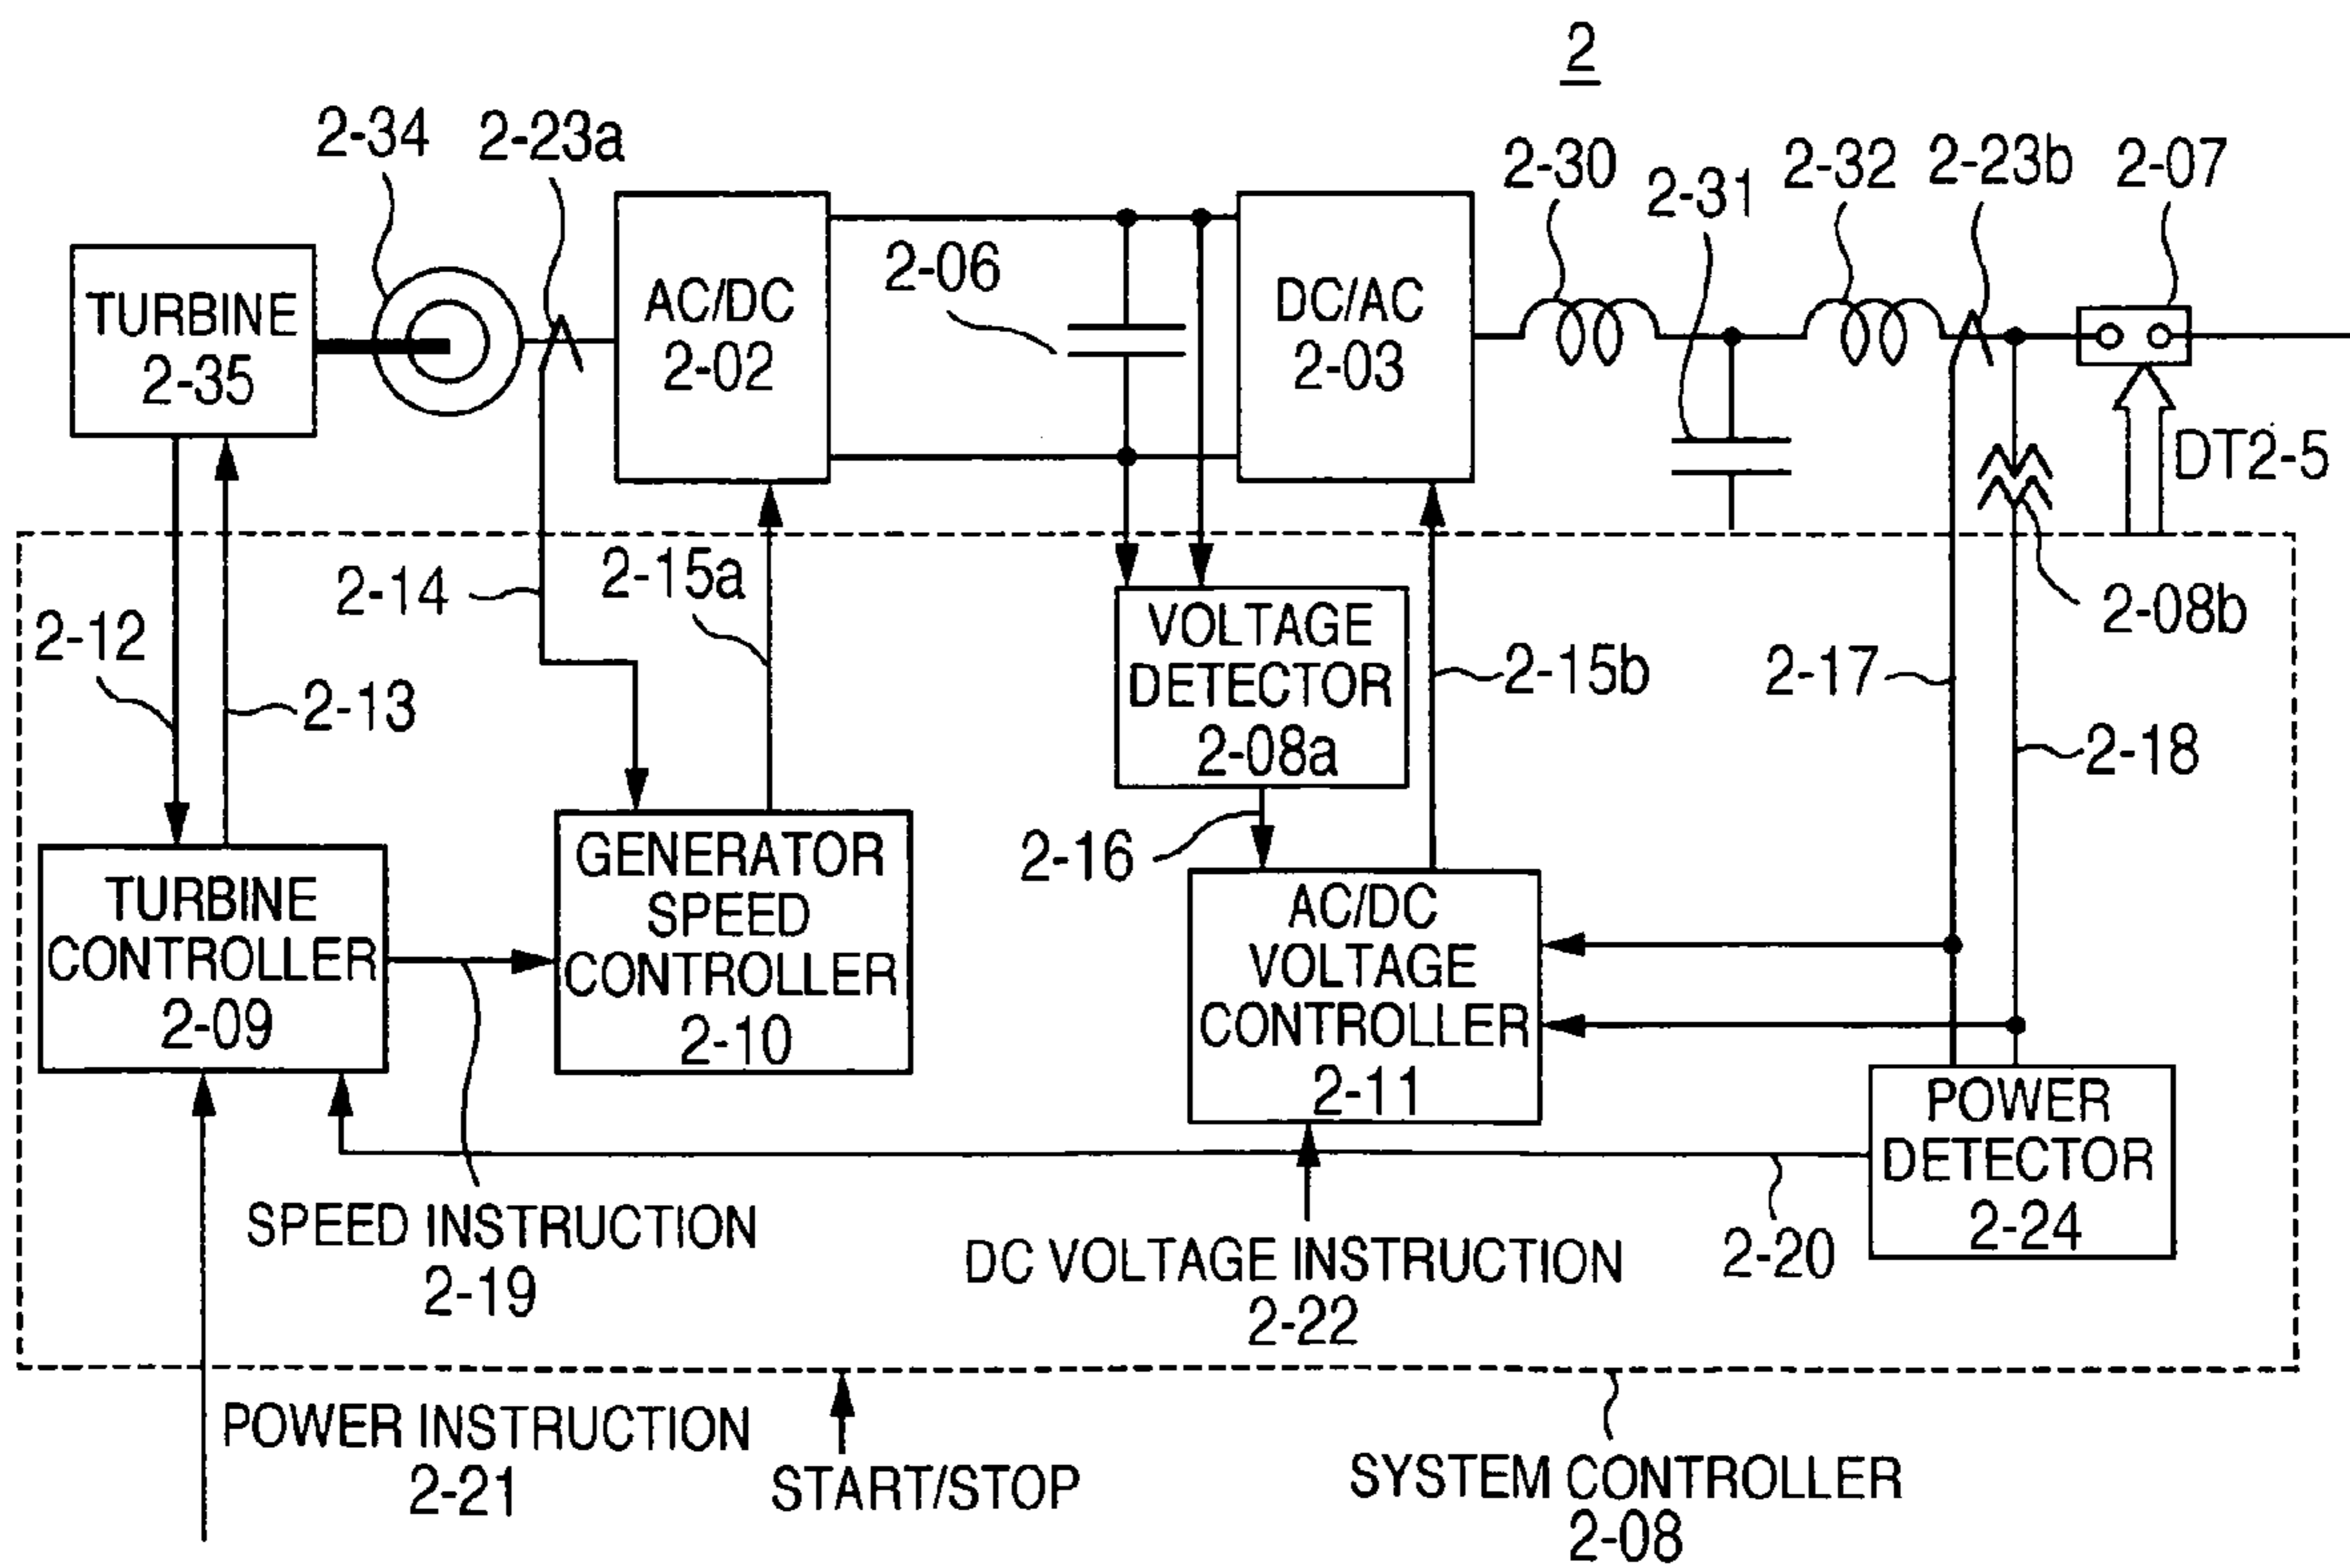 2
2-34
2-23a
2-30
2-31
2-32
2-23b
2-07
TURBINE
2-35
AC/DC
2-02
2-06
DC/AC
2-03
DT2-5
2-12
2-13
2-14
2-15a
VOLTAGE
DETECTOR
2-08a
2-15b
2-17
2-08b
2-18
2-16
TURBINE
CONTROLLER
2-09
GENERATOR
SPEED
CONTROLLER
2-10
AC/DC
VOLTAGE
CONTROLLER
2-11
POWER
DETECTOR
2-24
SPEED INSTRUCTION
2-19
DC VOLTAGE INSTRUCTION
2-22
2-20
POWER INSTRUCTION
2-21
START/STOP
SYSTEM CONTROLLER
2-08